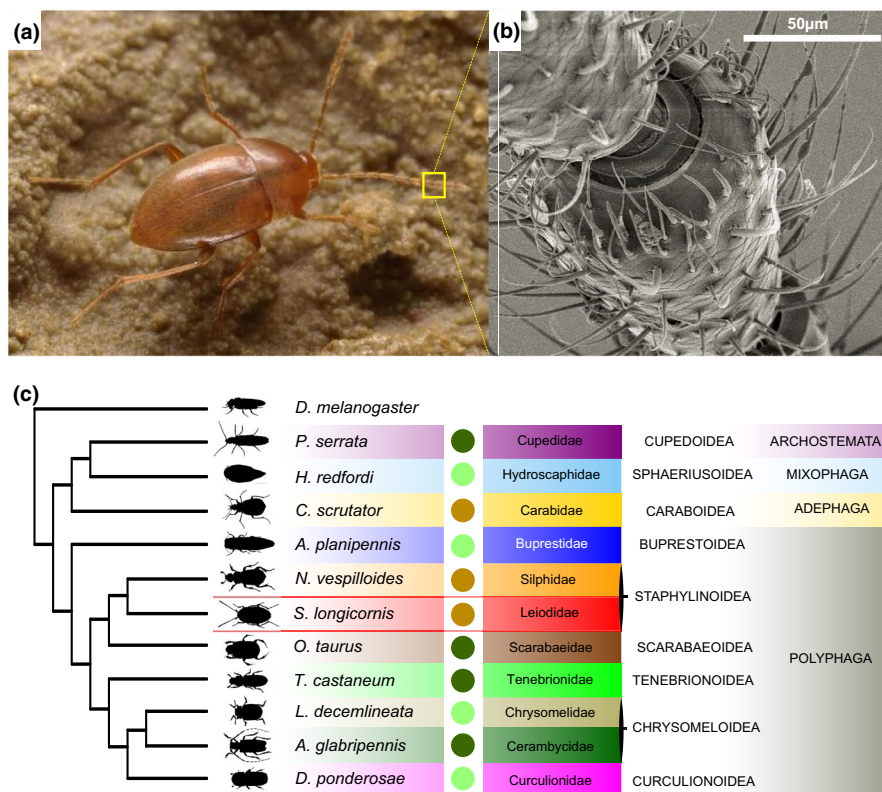 (a)
(b)
50μm
(c)
D. melanogaster
P. serrata Cupedidae CUPEDOIDEA ARCHOSTEMATA
H. redfordi Hydroscaphidae SPHAERIUSOIDEA MIXOPHAGA
C. scrutator Carabidae CARABOIDEA ADEPHAGA
A. planipennis Buprestidae BUPRESTOIDEA
N. vespilloides Silphidae
STAPHYLINOIDEA
S. longicornis Leiodidae
O. taurus Scarabaeidae SCARABAEOIDEA
POLYPHAGA
T. castaneum Tenebrionidae TENEBRIONOIDEA
L. decemlineata Chrysomelidae
CHRYSOMELOIDEA
A. glabripennis Cerambycidae
D. ponderosae Curculionidae CURCULIONOIDEA